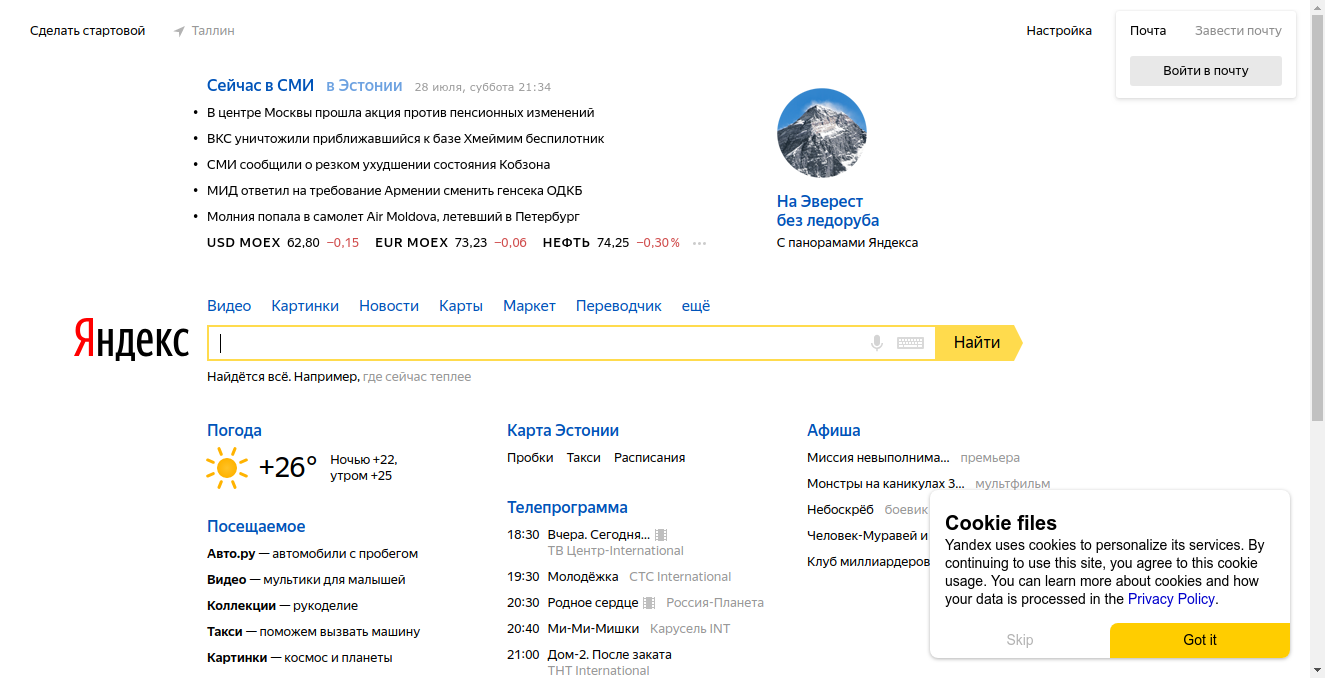 Сделать стартовой Таллин Настройка Почта Завести почту
Войти в почту
Сейчас в СМИ в Эстонии 28 июля, суббота 21:34
• В центре Москвы прошла акция против пенсионных изменений
• ВКС уничтожили приближавшийся к базе Хмеймим беспилотник
• СМИ сообщили о резком ухудшении состояния Кобзона
• МИД ответил на требование Армении сменить генсека ОДКБ
• Молния попала в самолет Air Moldova, летевший в Петербург
USD MOEX 62,80 −0,15 EUR MOEX 73,23 −0,06 НЕФТЬ 74,25 −0,30% •••
На Эверест
без ледоруба
С панорамами Яндекса
Видео Картинки Новости Карты Маркет Переводчик ещё
Яндекс
Найти
Найдётся всё. Например, где сейчас теплее
Погода
+26° Ночью +22,
утром +25
Посещаемое
Авто.ру — автомобили с пробегом
Видео — мультики для малышей
Коллекции — рукоделие
Такси — поможем вызвать машину
Картинки — космос и планеты
Карта Эстонии
Пробки Такси Расписания
Телепрограмма
18:30 Вчера. Сегодня...
ТВ Центр-International
19:30 Молодёжка СТС International
20:30 Родное сердце Россия-Планета
20:40 Ми-Ми-Мишки Карусель INT
21:00 Дом-2. После заката
ТНТ International
Афиша
Миссия невыполнима... премьера
Монстры на каникулах 3... мультфильм
Небоскрёб боевик
Человек-Муравей и
Клуб миллиардеров
Cookie files
Yandex uses cookies to personalize its services. By
continuing to use this site, you agree to this cookie
usage. You can learn more about cookies and how
your data is processed in the Privacy Policy.
Skip Got it